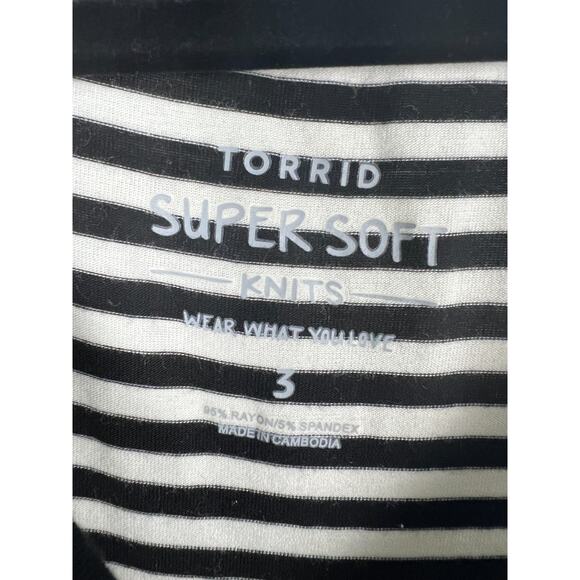 TORRID
SUPER SOFT
KNITS
WEAR WHAT YOU LOVE
3
95% RAYON/5% SPANDEX
MADE IN CAMBODIA